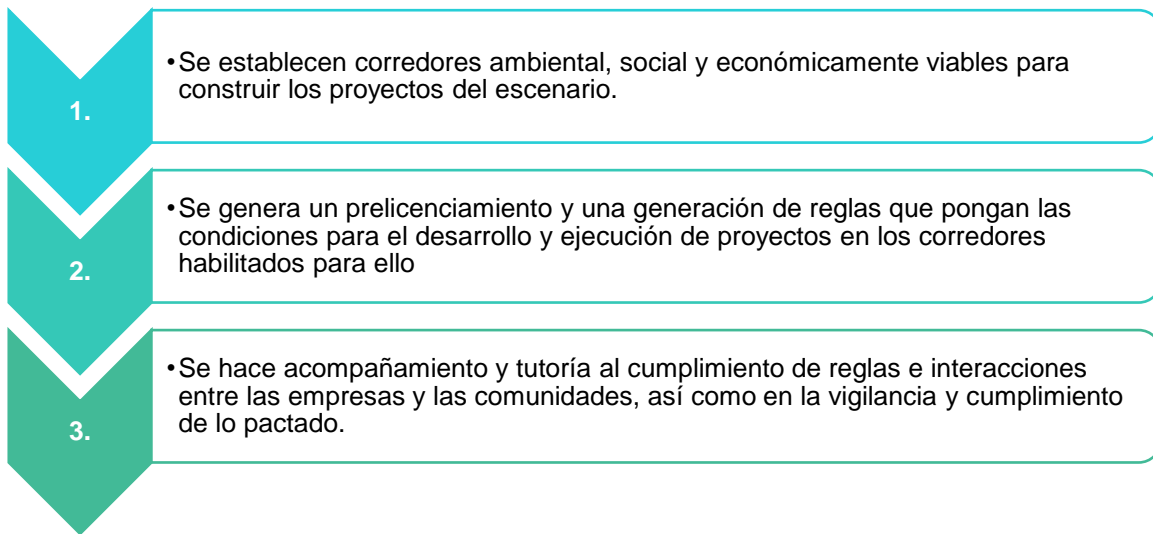 1.
•Se establecen corredores ambiental, social y económicamente viables para
construir los proyectos del escenario.
2.
•Se genera un prelicenciamiento y una generación de reglas que pongan las
condiciones para el desarrollo y ejecución de proyectos en los corredores
habilitados para ello
3.
•Se hace acompañamiento y tutoría al cumplimiento de reglas e interacciones
entre las empresas y las comunidades, así como en la vigilancia y cumplimiento
de lo pactado.